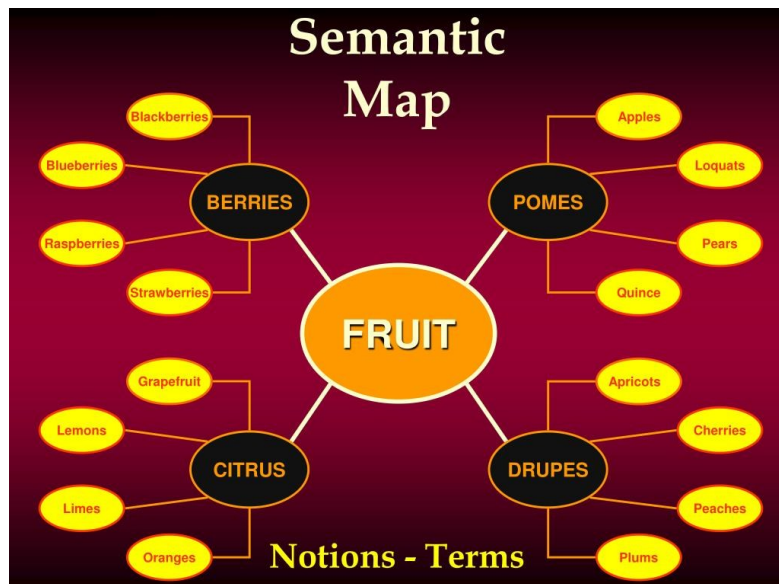 Semantic
Map
Blackberries
Blueberries
BERRIES
Raspberries
Strawberries
Apples
Loquats
POMES
Pears
Quince
FRUIT
Grapefruit
Lemons
CITRUS
Limes
Oranges
Apricots
Cherries
DRUPES
Peaches
Plums
Notions - Terms